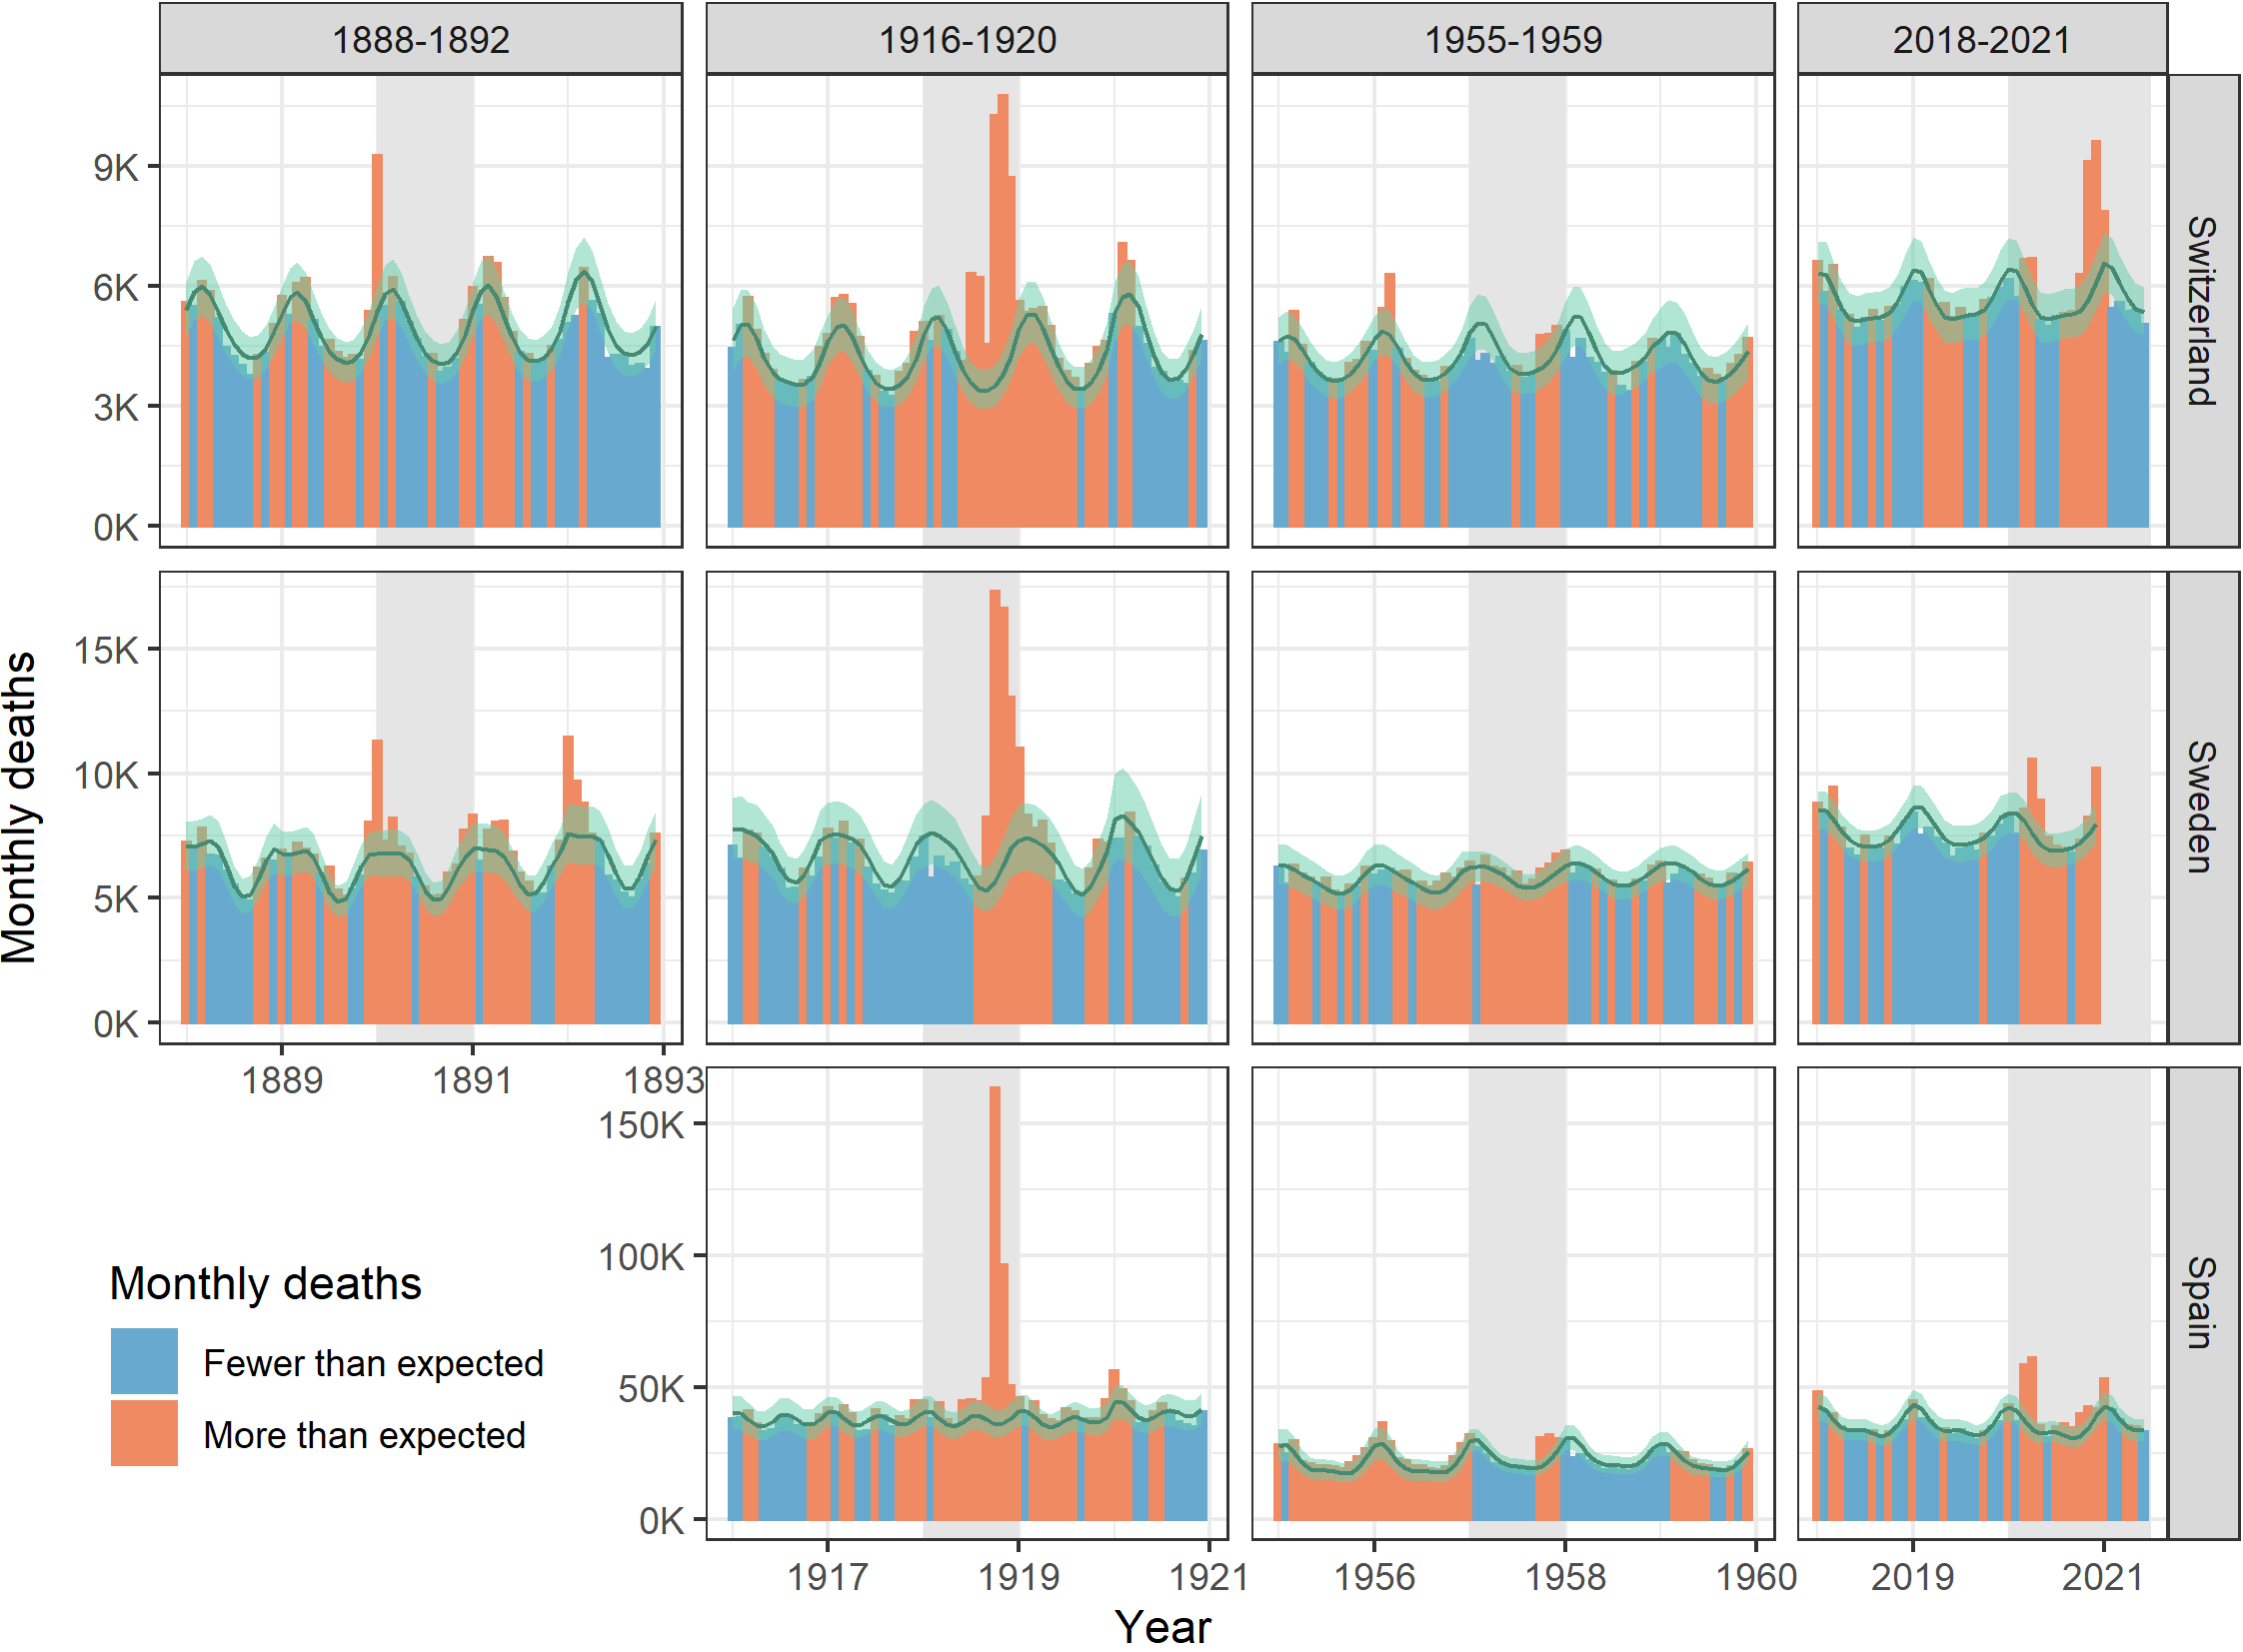 1888-1892
1916-1920
1955-1959
2018-2021
9K
6K
3K
0K
Switzerland
Monthly deaths
15K
10K
5K
0K
Sweden
1889
1891
1893
150K
100K
50K
0K
Spain
Monthly deaths
Fewer than expected
More than expected
1917
1919
1921
1956
1958
1960
2019
2021
Year